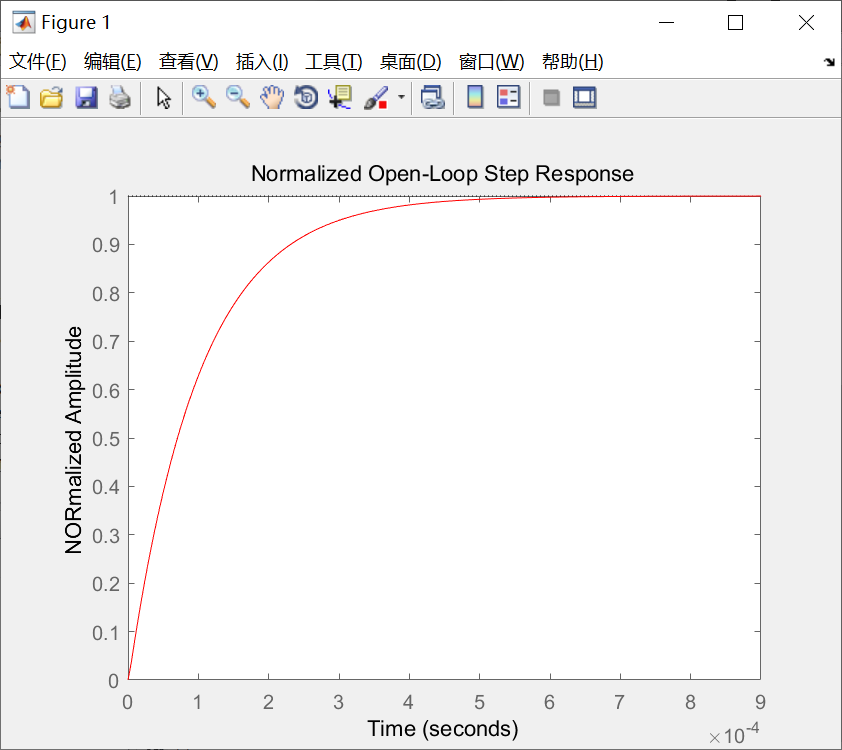 Figure 1
文件(F) 编辑(E) 查看(V) 插入(I) 工具(T) 桌面(D) 窗口(W) 帮助(H)
Normalized Open-Loop Step Response
1
0.9
0.8
0.7
0.6
0.5
0.4
0.3
0.2
0.1
0
NORmalized Amplitude
0 1 2 3 4 5 6 7 8 9
Time (seconds)
×10-4